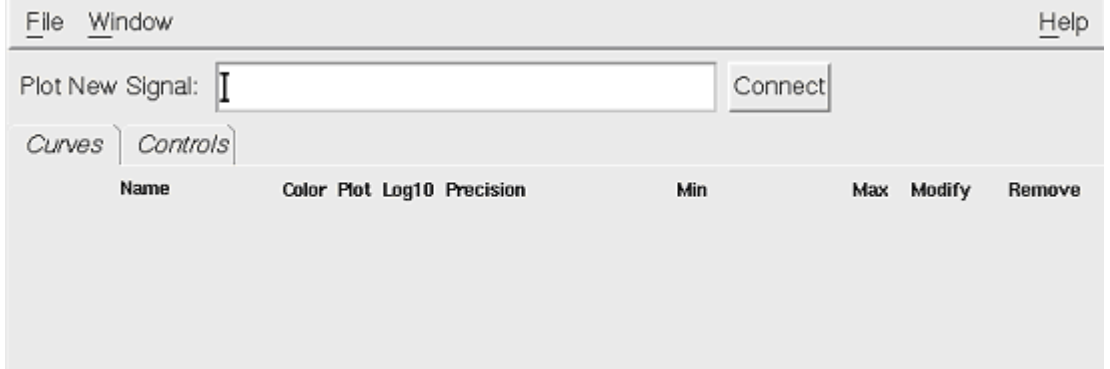 File Window Help
Plot New Signal: Connect
Curves Controls
Name Color Plot Log10 Precision Min Max Modify Remove